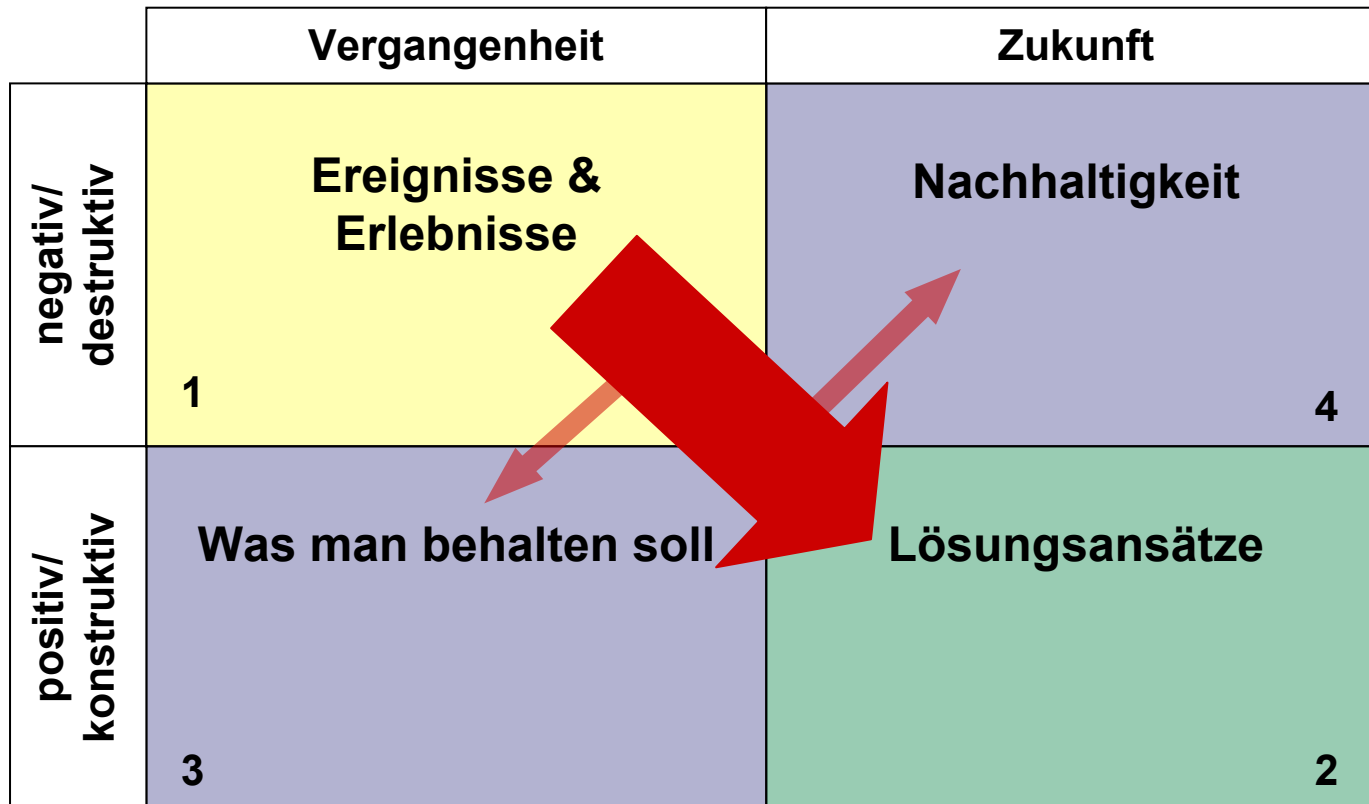 Vergangenheit
Zukunft
negativ/
destruktiv
Ereignisse &
Erlebnisse
1
Nachhaltigkeit
4
positiv/
konstruktiv
Was man behalten soll
3
Lösungsansätze
2